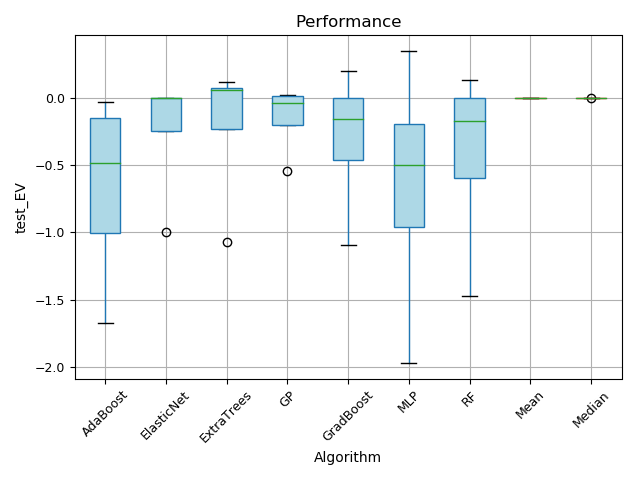 Performance
0.0
−0.5
−1.0
−1.5
−2.0
test_EV
AdaBoost
ElasticNet
ExtraTrees
GP
GradBoost
MLP
RF
Mean
Median
Algorithm